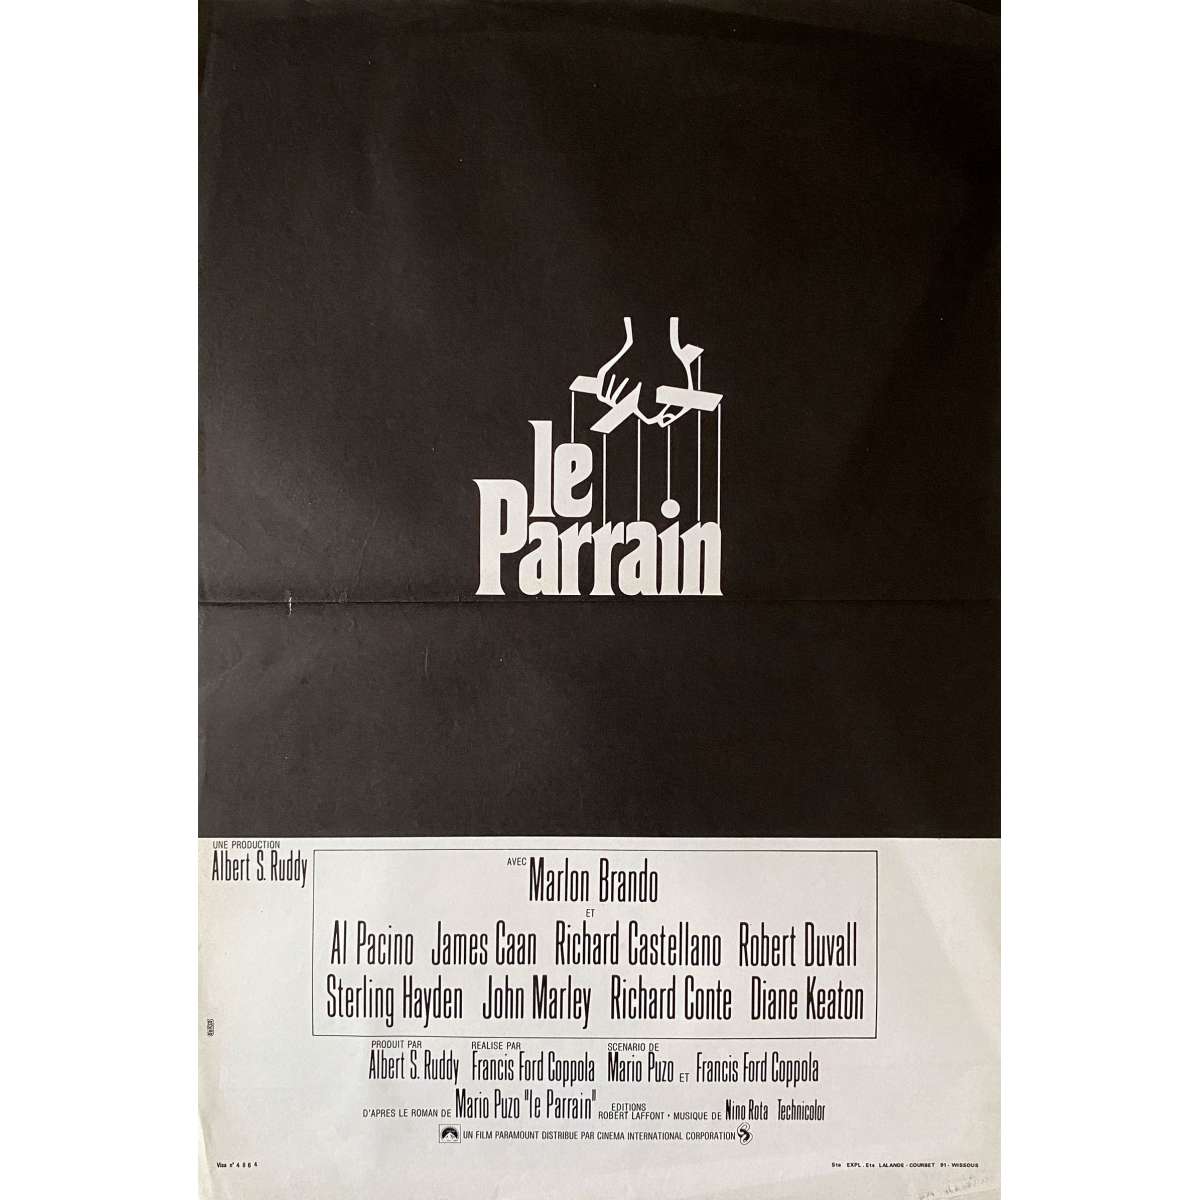 le
Parrain
UNE PRODUCTION
Albert S. Ruddy
AVEC Marlon Brando
ET
Al Pacino James Caan Richard Castellano Robert Duvall
Sterling Hayden John Marley Richard Conte Diane Keaton
PRODUIT PAR Albert S. Ruddy REALISE PAR Francis Ford Coppola SCENARIO DE Mario Puzo ET Francis Ford Coppola
D'APRES LE ROMAN DE Mario Puzo "le Parrain" EDITIONS ROBERT LAFFONT • MUSIQUE DE Nino Rota Technicolor
UN FILM PARAMOUNT DISTRIBUE PAR CINEMA INTERNATIONAL CORPORATION
Visa n° 4864
Ste EXPL. Ets LALANDE - COURBET 91 - WISSOUS